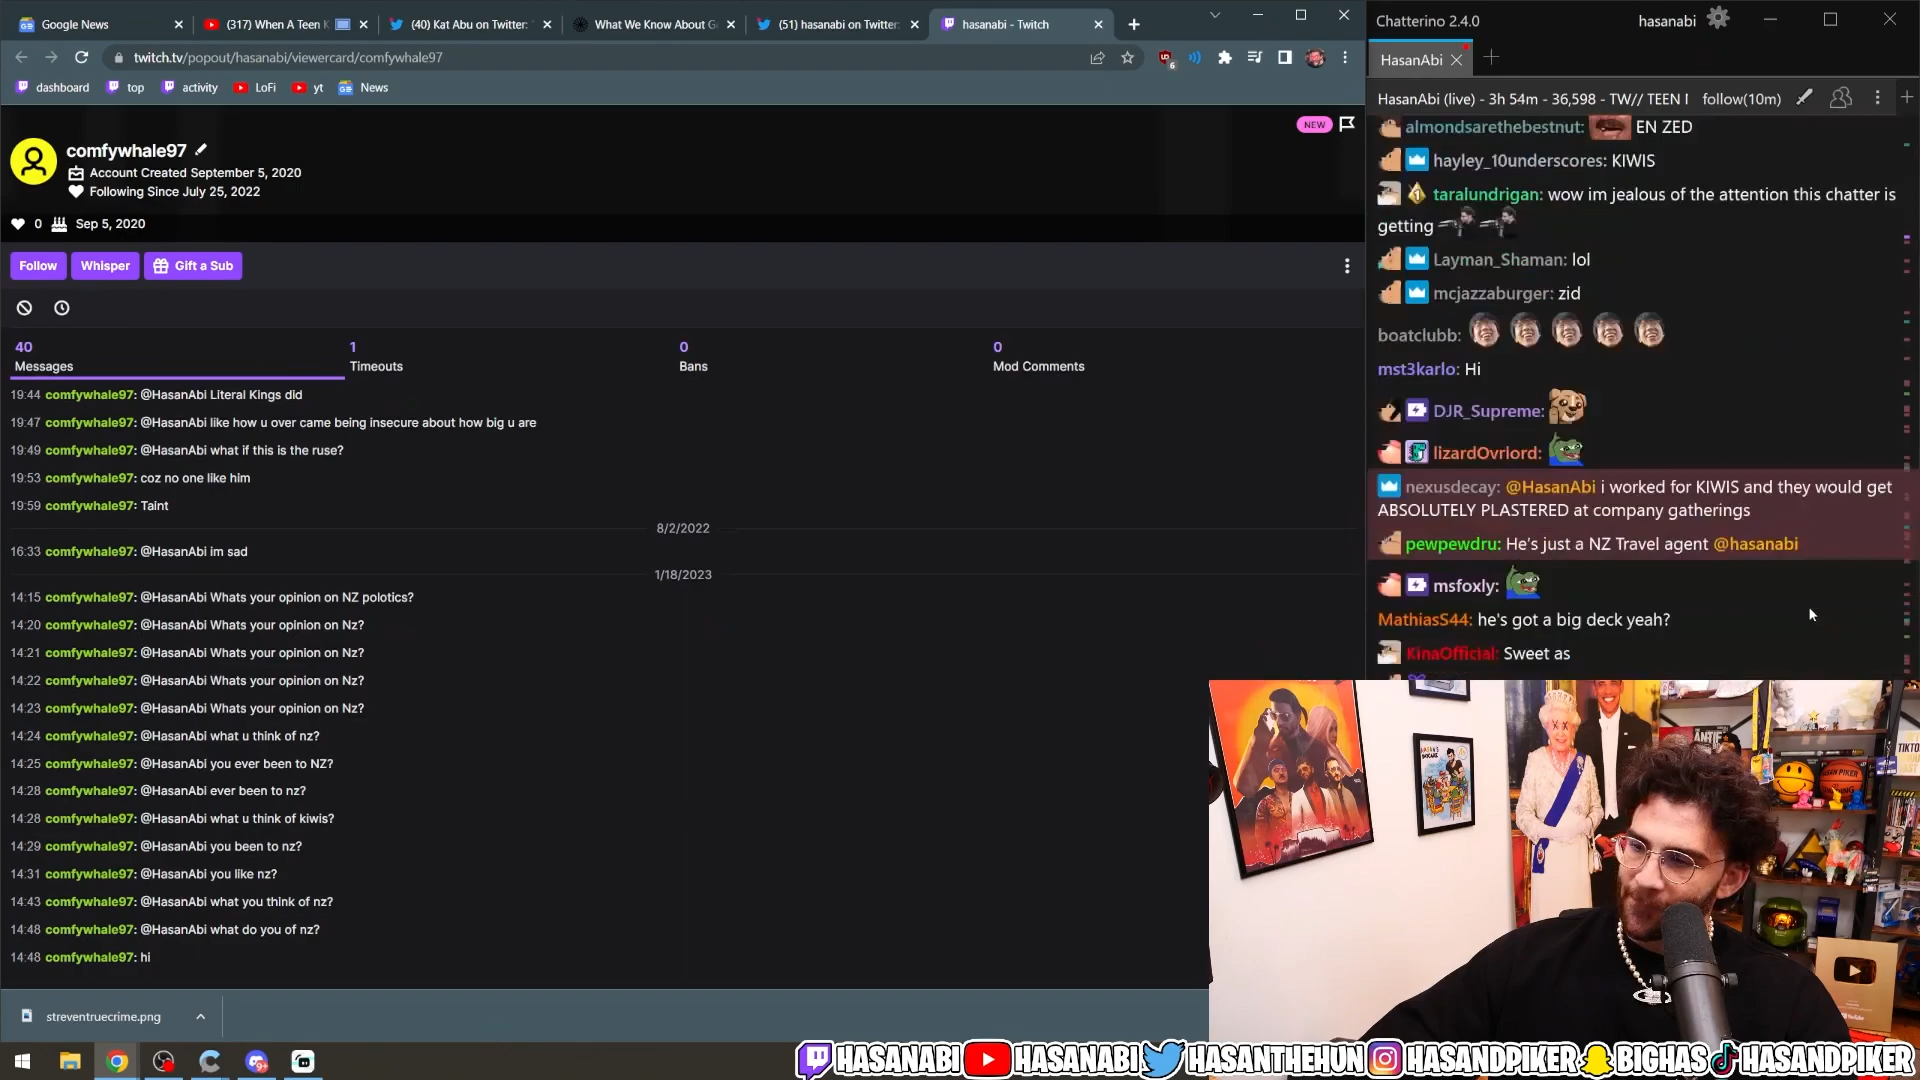 Google News
(317) When A Teen K
(40) Kat Abu on Twitter:
What We Know About G
(51) hasanabi on Twitter:
hasanabi - Twitch
twitch.tv/popout/hasanabi/viewercard/comfywhale97
6
dashboard
top
activity
LoFi
yt
News
NEW
comfywhale97
Account Created September 5, 2020
Following Since July 25, 2022
0
Sep 5, 2020
Follow
Whisper
Gift a Sub
40
Messages
1
Timeouts
0
Bans
0
Mod Comments
19:44 comfywhale97: @HasanAbi Literal Kings did
19:47 comfywhale97: @HasanAbi like how u over came being insecure about how big u are
19:49 comfywhale97: @HasanAbi what if this is the ruse?
19:53 comfywhale97: coz no one like him
19:59 comfywhale97: Taint
8/2/2022
16:33 comfywhale97: @HasanAbi im sad
1/18/2023
14:15 comfywhale97: @HasanAbi Whats your opinion on NZ polotics?
14:20 comfywhale97: @HasanAbi Whats your opinion on Nz?
14:21 comfywhale97: @HasanAbi Whats your opinion on Nz?
14:22 comfywhale97: @HasanAbi Whats your opinion on Nz?
14:23 comfywhale97: @HasanAbi Whats your opinion on Nz?
14:24 comfywhale97: @HasanAbi what u think of nz?
14:25 comfywhale97: @HasanAbi you ever been to NZ?
14:28 comfywhale97: @HasanAbi ever been to nz?
14:28 comfywhale97: @HasanAbi what u think of kiwis?
14:29 comfywhale97: @HasanAbi you been to nz?
14:31 comfywhale97: @HasanAbi you like nz?
14:43 comfywhale97: @HasanAbi what you think of nz?
14:48 comfywhale97: @HasanAbi what do you of nz?
14:48 comfywhale97: hi
streventruecrime.png
Chatterino 2.4.0
hasanabi
HasanAbi
HasanAbi (live) - 3h 54m - 36,598 - TW// TEEN I
follow(10m)
almondsarethebestnut: EN ZED
hayley_10underscores: KIWIS
taralundrigan: wow im jealous of the attention this chatter is
getting
Layman_Shaman: lol
mcjazzaburger: zid
boatclubb:
mst3karlo: Hi
DJR_Supreme:
lizardOvrlord:
nexusdecay: @HasanAbi i worked for KIWIS and they would get
ABSOLUTELY PLASTERED at company gatherings
pewpewdru: He's just a NZ Travel agent @hasanabi
msfoxly:
MathiasS44: he's got a big deck yeah?
KinaOfficial: Sweet as
HASANABI
HASANABI
HASANTHEHUN
HASANDPIKER
BIGHAS
HASANDPIKER